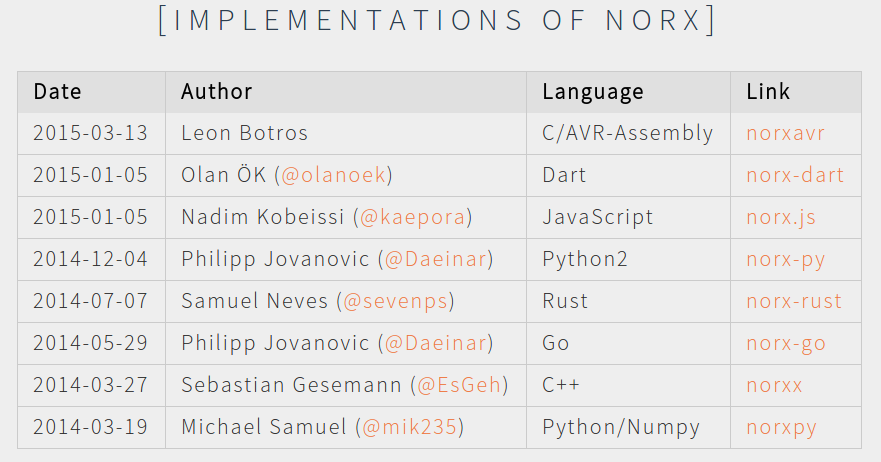 [IMPLEMENTATIONS OF NORX]
Date Author Language Link
2015-03-13 Leon Botros C/AVR-Assembly norxavr
2015-01-05 Olan ÖK (@olanoek) Dart norx-dart
2015-01-05 Nadim Kobeissi (@kaepora) JavaScript norx.js
2014-12-04 Philipp Jovanovic (@Daeinar) Python2 norx-py
2014-07-07 Samuel Neves (@sevenps) Rust norx-rust
2014-05-29 Philipp Jovanovic (@Daeinar) Go norx-go
2014-03-27 Sebastian Gesemann (@EsGeh) C++ norxx
2014-03-19 Michael Samuel (@mik235) Python/Numpy norxpy